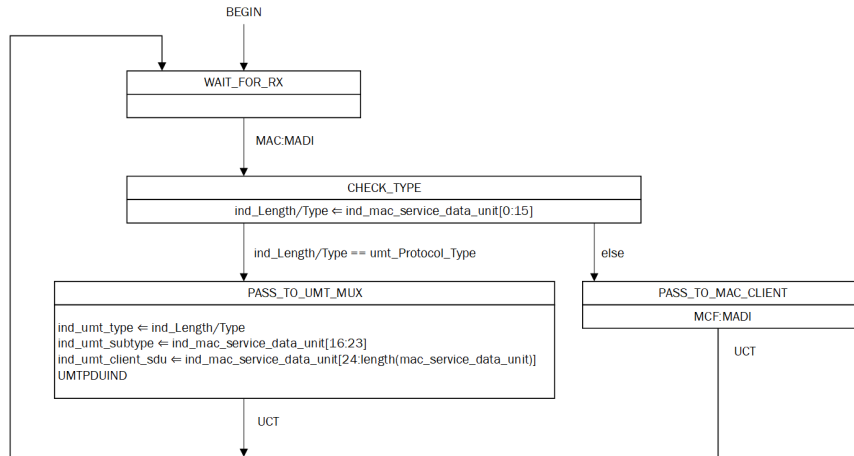 BEGIN
WAIT_FOR_RX
MAC:MADI
CHECK_TYPE
ind_Length/Type ⇐ ind_mac_service_data_unit[0:15]
ind_Length/Type == umt_Protocol_Type
else
PASS_TO_UMT_MUX
ind_umt_type ⇐ ind_Length/Type
ind_umt_subtype ⇐ ind_mac_service_data_unit[16:23]
ind_umt_client_sdu ⇐ ind_mac_service_data_unit[24:length(mac_service_data_unit)]
UMTPDUIND
PASS_TO_MAC_CLIENT
MCF:MADI
UCT
UCT